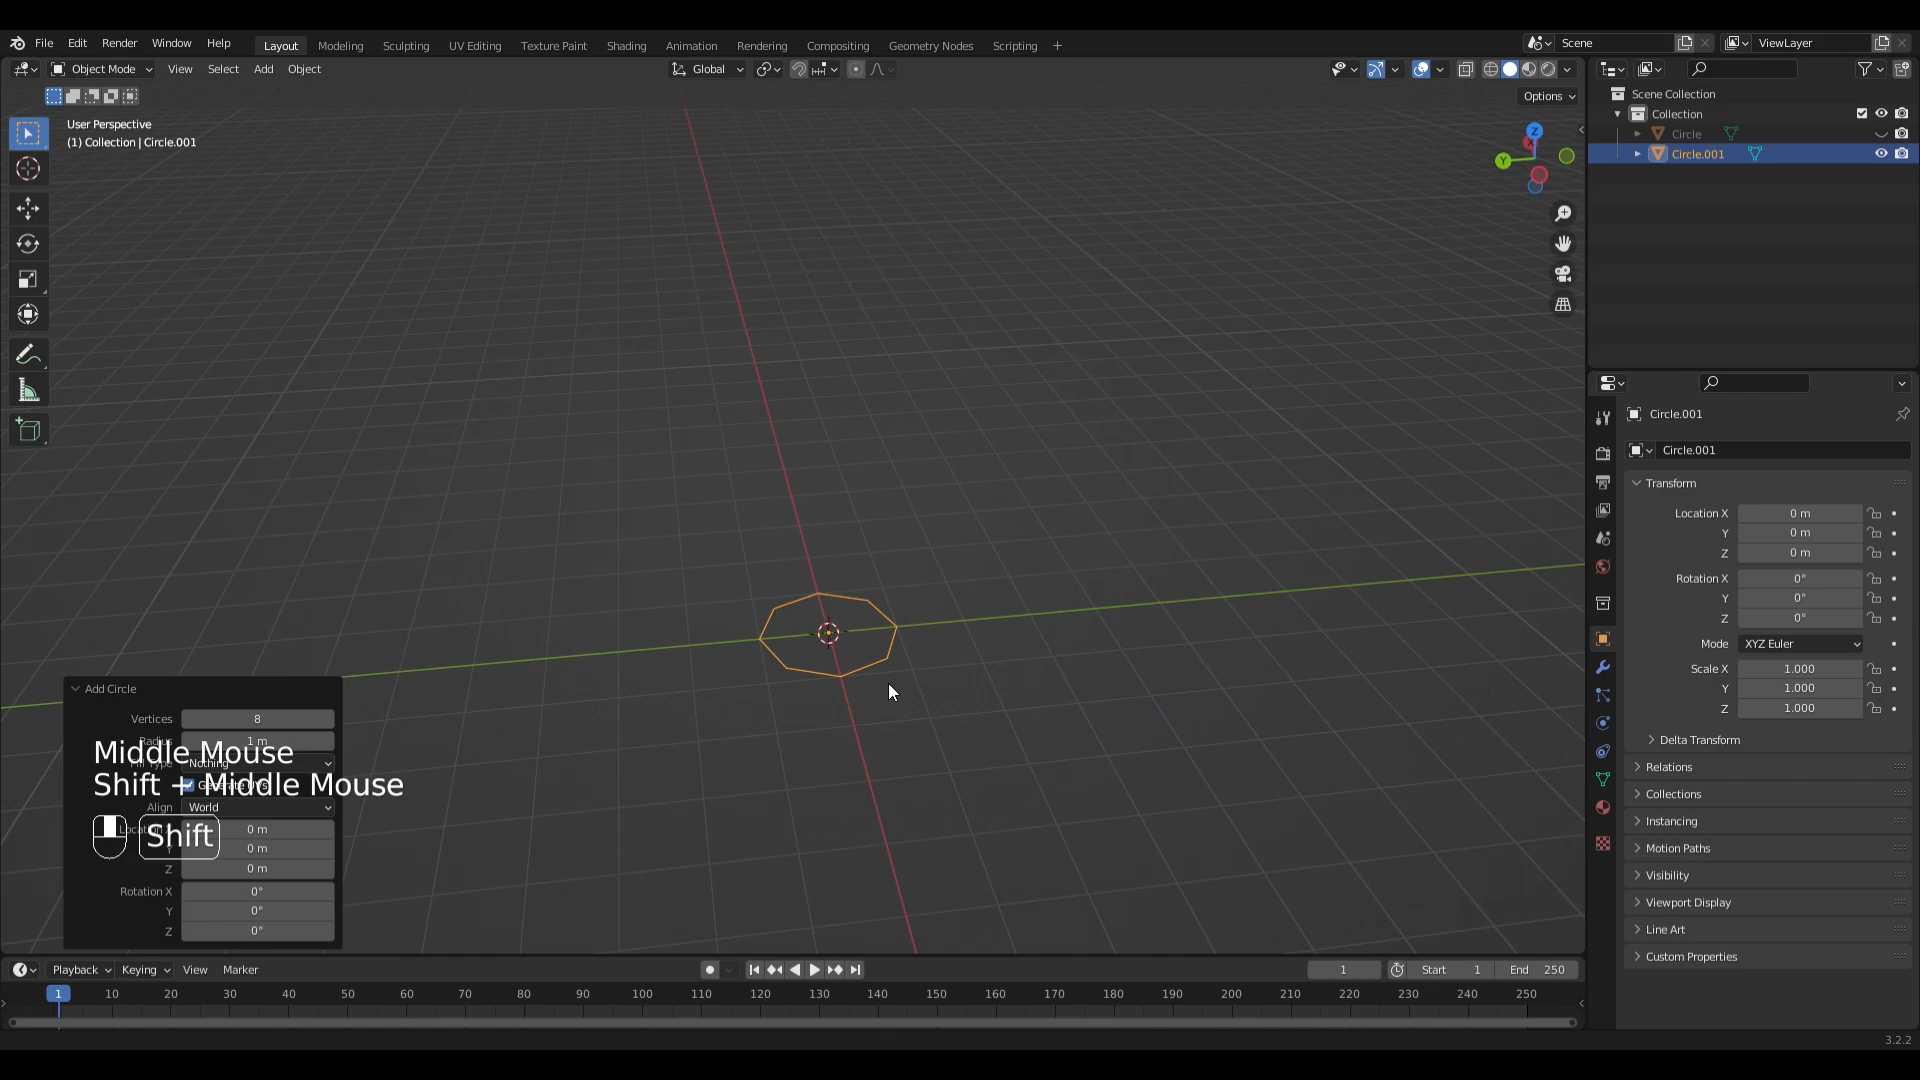 File Edit Render Window Help Layout Modeling Sculpting UV Editing Texture Paint Shading Animation Rendering Compositing Geometry Nodes Scripting + Scene ViewLayer
Object Mode View Select Add Object Global
Options
User Perspective
(1) Collection | Circle.001
Z
Y
Scene Collection
Collection
Circle
Circle.001
Circle.001
Circle.001
Transform
Location X 0 m
Y 0 m
Z 0 m
Rotation X 0°
Y 0°
Z 0°
Mode XYZ Euler
Scale X 1.000
Y 1.000
Z 1.000
Delta Transform
Relations
Collections
Instancing
Motion Paths
Visibility
Viewport Display
Line Art
Custom Properties
Add Circle
Vertices 8
Radius 1 m
Middle Mouse
Fill Type Nothing
Shift + Middle Mouse
Align World
Location 0 m
Shift
Y 0 m
Z 0 m
Rotation X 0°
Y 0°
Z 0°
Playback Keying View Marker 1 Start 1 End 250
1 10 20 30 40 50 60 70 80 90 100 110 120 130 140 150 160 170 180 190 200 210 220 230 240 250
3.2.2